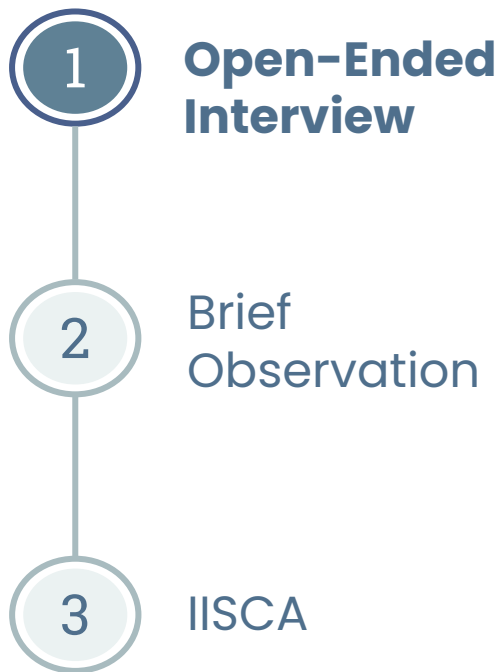 1
Open-Ended
Interview
2
Brief
Observation
3
IISCA